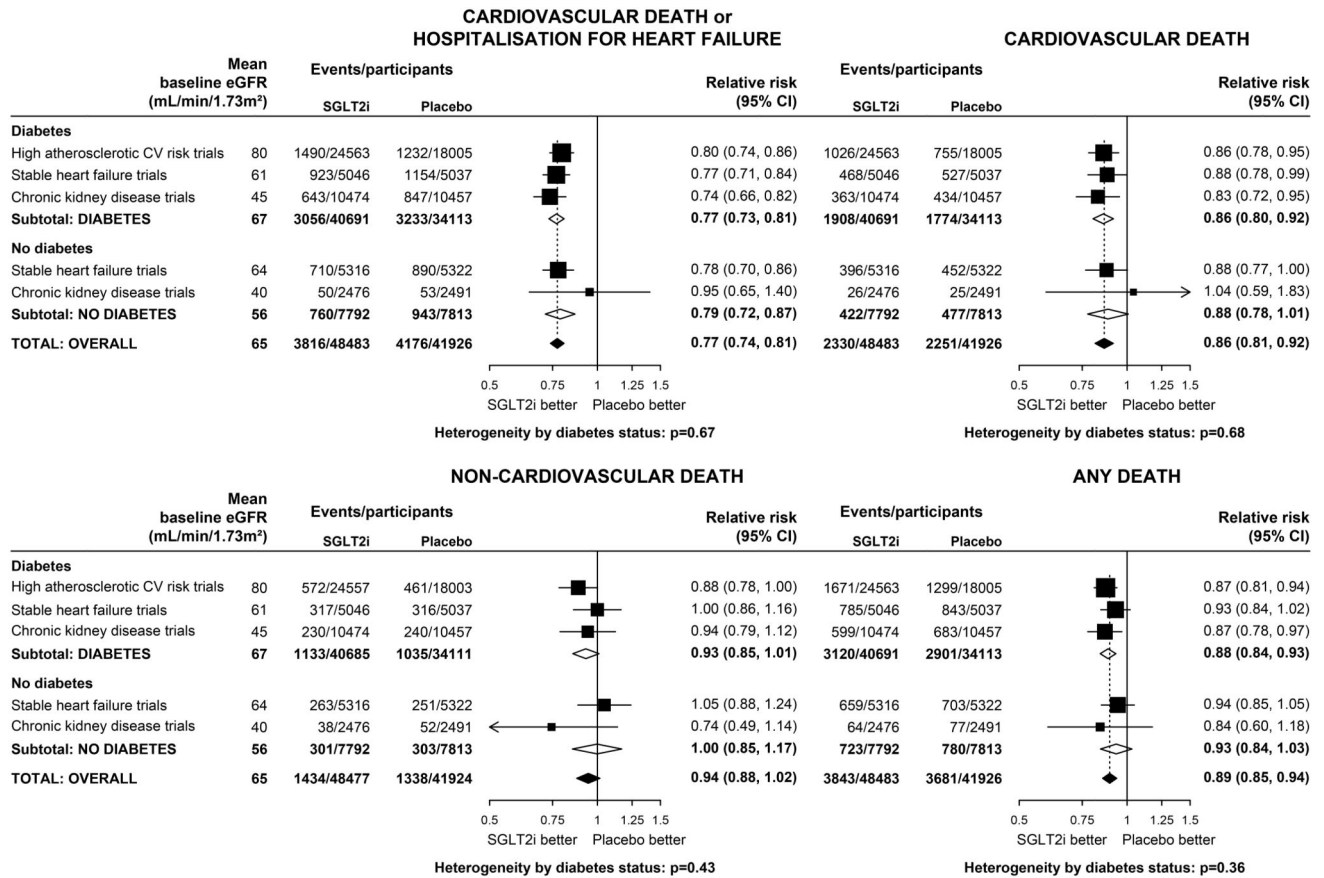 CARDIOVASCULAR DEATH or
HOSPITALISATION FOR HEART FAILURE CARDIOVASCULAR DEATH
Mean
baseline eGFR Events/participants Relative risk Events/participants Relative risk
(mL/min/1.73m²) SGLT2i Placebo (95% CI) SGLT2i Placebo (95% CI)
Diabetes
High atherosclerotic CV risk trials 80 1490/24563 1232/18005 0.80 (0.74, 0.86) 1026/24563 755/18005 0.86 (0.78, 0.95)
Stable heart failure trials 61 923/5046 1154/5037 0.77 (0.71, 0.84) 468/5046 527/5037 0.88 (0.78, 0.99)
Chronic kidney disease trials 45 643/10474 847/10457 0.74 (0.66, 0.82) 363/10474 434/10457 0.83 (0.72, 0.95)
Subtotal: DIABETES 67 3056/40691 3233/34113 0.77 (0.73, 0.81) 1908/40691 1774/34113 0.86 (0.80, 0.92)
No diabetes
Stable heart failure trials 64 710/5316 890/5322 0.78 (0.70, 0.86) 396/5316 452/5322 0.88 (0.77, 1.00)
Chronic kidney disease trials 40 50/2476 53/2491 0.95 (0.65, 1.40) 26/2476 25/2491 1.04 (0.59, 1.83)
Subtotal: NO DIABETES 56 760/7792 943/7813 0.79 (0.72, 0.87) 422/7792 477/7813 0.88 (0.78, 1.01)
TOTAL: OVERALL 65 3816/48483 4176/41926 0.77 (0.74, 0.81) 2330/48483 2251/41926 0.86 (0.81, 0.92)
0.5 0.75 1 1.25 1.5 0.5 0.75 1 1.25 1.5
SGLT2i better Placebo better SGLT2i better Placebo better
Heterogeneity by diabetes status: p=0.67 Heterogeneity by diabetes status: p=0.68
NON-CARDIOVASCULAR DEATH ANY DEATH
Mean
baseline eGFR Events/participants Relative risk Events/participants Relative risk
(mL/min/1.73m²) SGLT2i Placebo (95% CI) SGLT2i Placebo (95% CI)
Diabetes
High atherosclerotic CV risk trials 80 572/24557 461/18003 0.88 (0.78, 1.00) 1671/24563 1299/18005 0.87 (0.81, 0.94)
Stable heart failure trials 61 317/5046 316/5037 1.00 (0.86, 1.16) 785/5046 843/5037 0.93 (0.84, 1.02)
Chronic kidney disease trials 45 230/10474 240/10457 0.94 (0.79, 1.12) 599/10474 683/10457 0.87 (0.78, 0.97)
Subtotal: DIABETES 67 1133/40685 1035/34111 0.93 (0.85, 1.01) 3120/40691 2901/34113 0.88 (0.84, 0.93)
No diabetes
Stable heart failure trials 64 263/5316 251/5322 1.05 (0.88, 1.24) 659/5316 703/5322 0.94 (0.85, 1.05)
Chronic kidney disease trials 40 38/2476 52/2491 0.74 (0.49, 1.14) 64/2476 77/2491 0.84 (0.60, 1.18)
Subtotal: NO DIABETES 56 301/7792 303/7813 1.00 (0.85, 1.17) 723/7792 780/7813 0.93 (0.84, 1.03)
TOTAL: OVERALL 65 1434/48477 1338/41924 0.94 (0.88, 1.02) 3843/48483 3681/41926 0.89 (0.85, 0.94)
0.5 0.75 1 1.25 1.5 0.5 0.75 1 1.25 1.5
SGLT2i better Placebo better SGLT2i better Placebo better
Heterogeneity by diabetes status: p=0.43 Heterogeneity by diabetes status: p=0.36